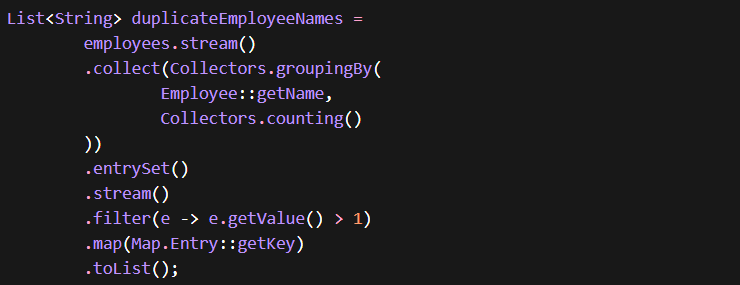 List<String> duplicateEmployeeNames =
        employees.stream()
        .collect(Collectors.groupingBy(
                Employee::getName,
                Collectors.counting()
        ))
        .entrySet()
        .stream()
        .filter(e -> e.getValue() > 1)
        .map(Map.Entry::getKey)
        .toList();